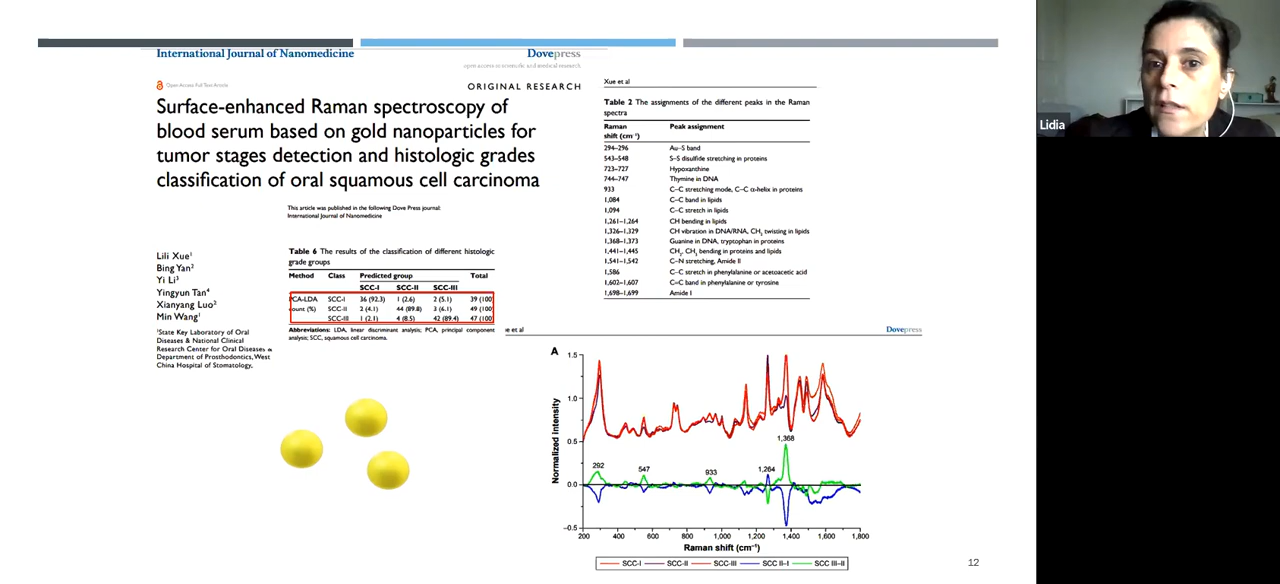 International Journal of Nanomedicine
Dovepress
open access to scientific and medical research
Open Access Full Text Article
ORIGINAL RESEARCH
Surface-enhanced Raman spectroscopy of
blood serum based on gold nanoparticles for
tumor stages detection and histologic grades
classification of oral squamous cell carcinoma
This article was published in the following Dove Press journal:
International Journal of Nanomedicine
Lili Xue1
Bing Yan2
Yi Li3
Yingyun Tan4
Xianyang Luo2
Min Wang1
1State Key Laboratory of Oral
Diseases & National Clinical
Research Center for Oral Diseases &
Department of Prosthodontics, West
China Hospital of Stomatology,
Table 6 The results of the classification of different histologic
grade groups
Method Class Predicted group Total
SCC-I SCC-II SCC-III
PCA-LDA SCC-I 36 (92.3) 1 (2.6) 2 (5.1) 39 (100)
count (%) SCC-II 2 (4.1) 44 (89.8) 3 (6.1) 49 (100)
SCC-III 1 (2.1) 4 (8.5) 42 (89.4) 47 (100)
Abbreviations: LDA, linear discriminant analysis; PCA, principal component
analysis; SCC, squamous cell carcinoma.
Xue et al
Table 2 The assignments of the different peaks in the Raman
spectra
Raman Peak assignment
shift (cm⁻¹)
294–296 Au–S band
543–548 S–S disulfide stretching in proteins
723–727 Hypoxanthine
744–747 Thymine in DNA
933 C–C stretching mode, C–C α-helix in proteins
1,084 C–C band in lipids
1,094 C–C stretch in lipids
1,261–1,264 CH bending in lipids
1,326–1,329 CH vibration in DNA/RNA, CH3 twisting in lipids
1,368–1,373 Guanine in DNA, tryptophan in proteins
1,441–1,445 CH2, CH3 bending in proteins and lipids
1,541–1,542 C–N stretching, Amide II
1,586 C–C stretch in phenylalanine or acetoacetic acid
1,602–1,607 C=C band in phenylalanine or tyrosine
1,698–1,699 Amide I
e et al
Dovepress
A
Normalized intensity
1.5
1.0
0.5
0.0
–0.5
292
547
933
1,264
1,368
200 400 600 800 1,000 1,200 1,400 1,600 1,800
Raman shift (cm⁻¹)
SCC-I SCC-II SCC-III SCC II–I SCC III–II
12
Lidia